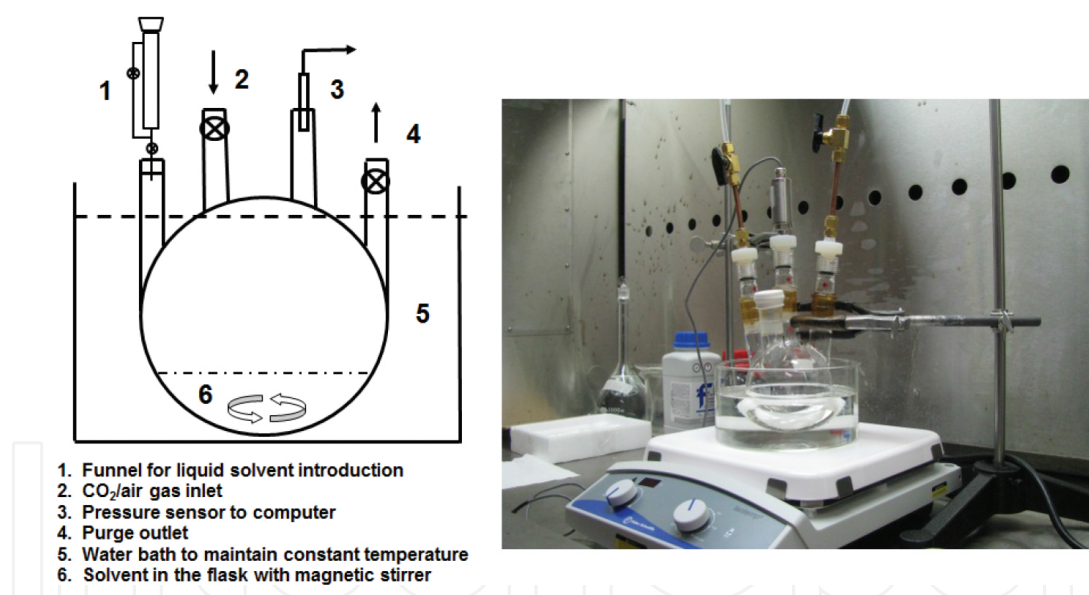 1
2
3
4
5
6
1. Funnel for liquid solvent introduction
2. CO₂/air gas inlet
3. Pressure sensor to computer
4. Purge outlet
5. Water bath to maintain constant temperature
6. Solvent in the flask with magnetic stirrer